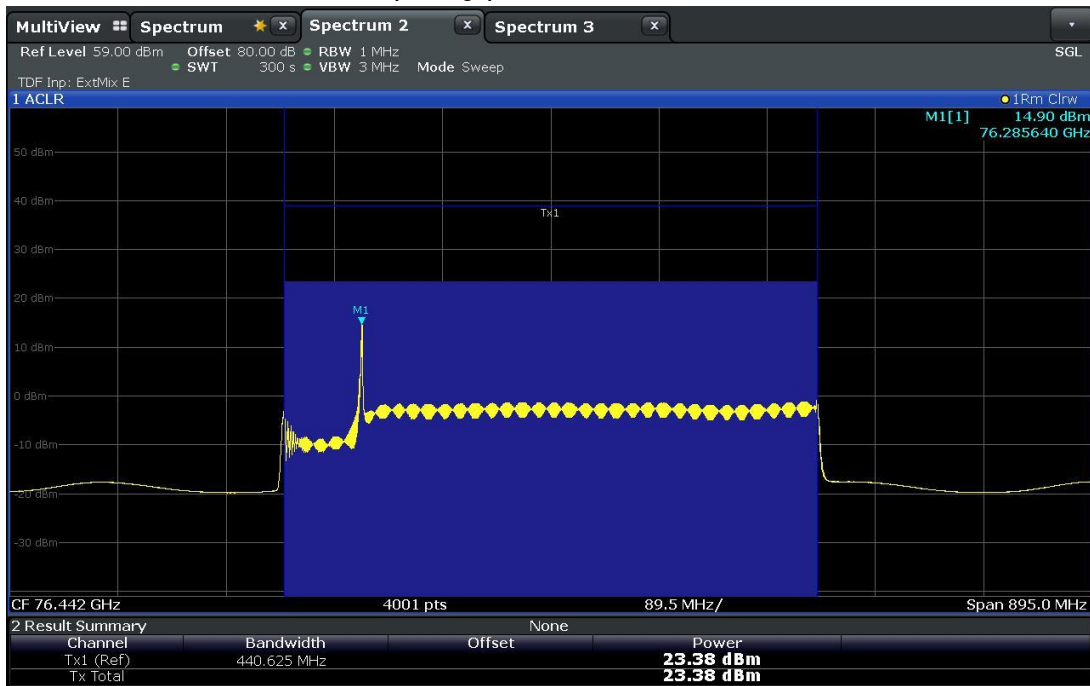 MultiView Spectrum x Spectrum 2 x Spectrum 3 x
Ref Level 59.00 dBm Offset 80.00 dB RBW 1 MHz SGL
SWT 300 s VBW 3 MHz Mode Sweep
TDF Inp: ExtMix E
1 ACLR 1Rm Clrw
M1[1] 14.90 dBm
76.285640 GHz
50 dBm
40 dBm
Tx1
30 dBm
20 dBm
M1
10 dBm
0 dBm
-10 dBm
-20 dBm
-30 dBm
CF 76.442 GHz 4001 pts 89.5 MHz/ Span 895.0 MHz
2 Result Summary None
Channel Bandwidth Offset Power
Tx1 (Ref) 440.625 MHz 23.38 dBm
Tx Total 23.38 dBm